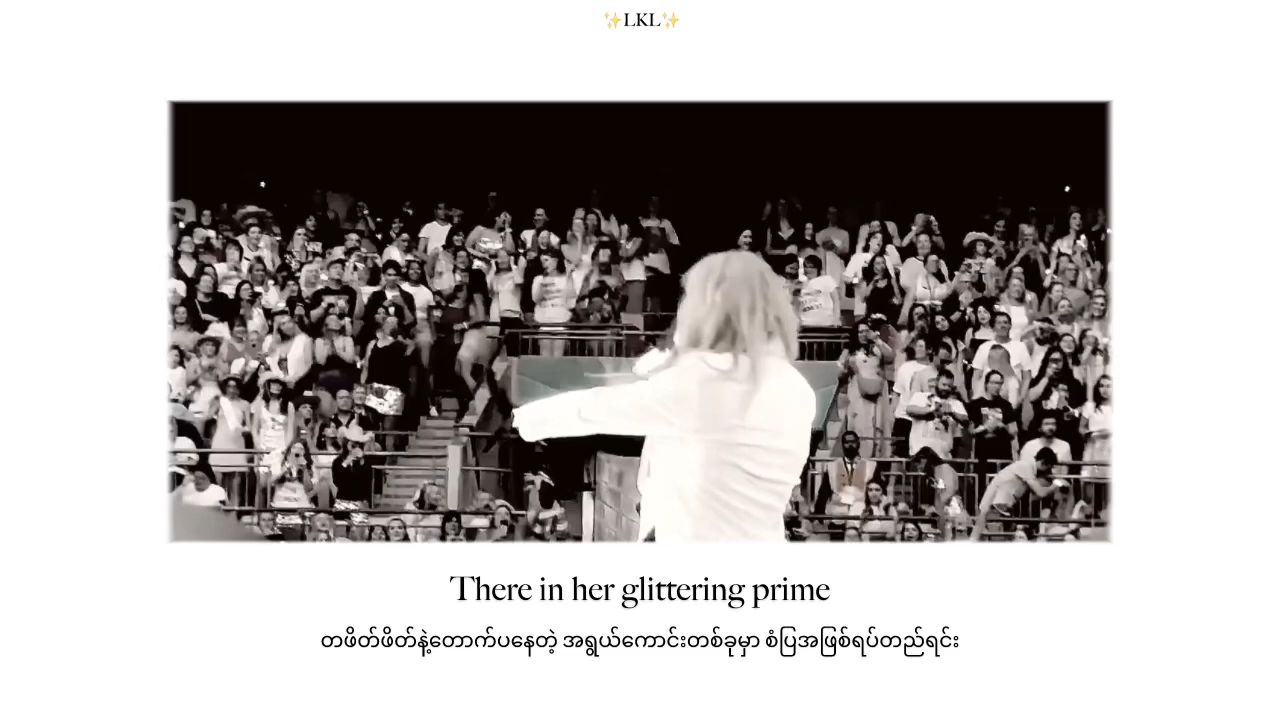 ✨LKL✨
There in her glittering prime
တဖိတ်ဖိတ်နဲ့တောက်ပနေတဲ့ အရွယ်ကောင်းတစ်ခုမှာ စံပြအဖြစ်ရပ်တည်ရင်း